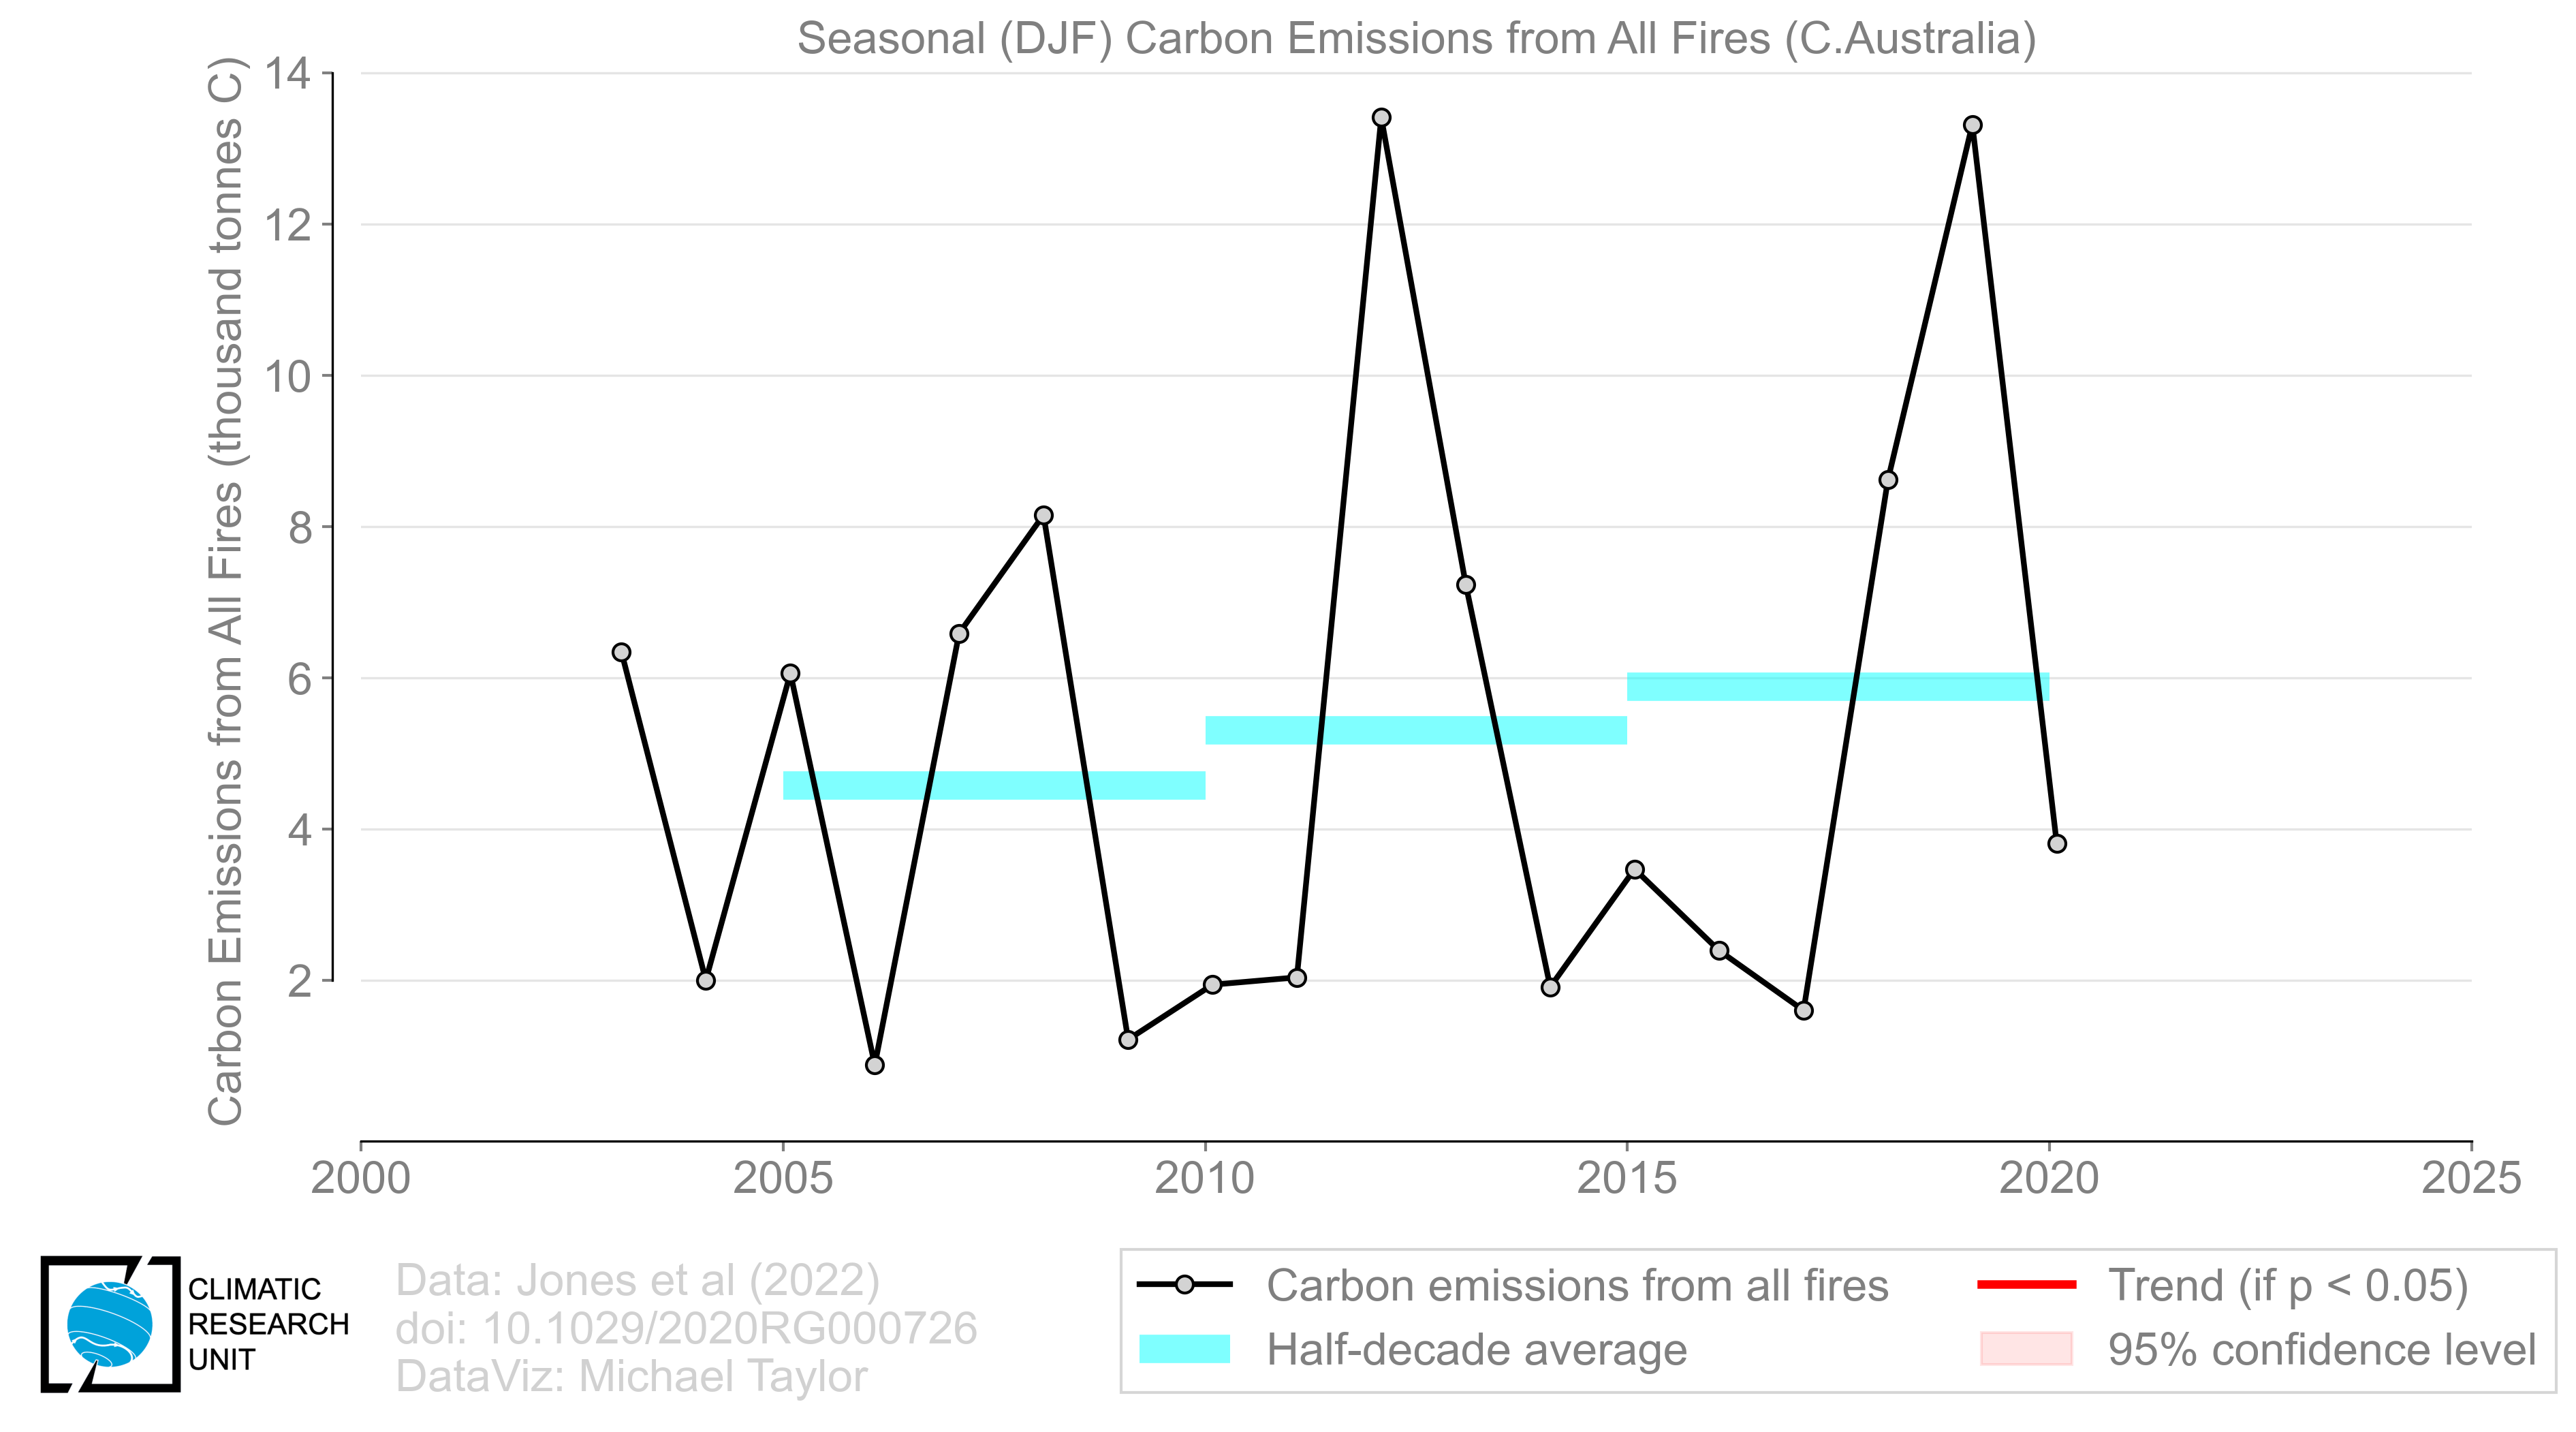 Seasonal (DJF) Carbon Emissions from All Fires (C.Australia)
Carbon Emissions from All Fires (thousand tonnes C)
14
12
10
8
6
4
2
2000 2005 2010 2015 2020 2025
CLIMATIC
RESEARCH
UNIT
Data: Jones et al (2022)
doi: 10.1029/2020RG000726
DataViz: Michael Taylor
Carbon emissions from all fires
Half-decade average
Trend (if p < 0.05)
95% confidence level